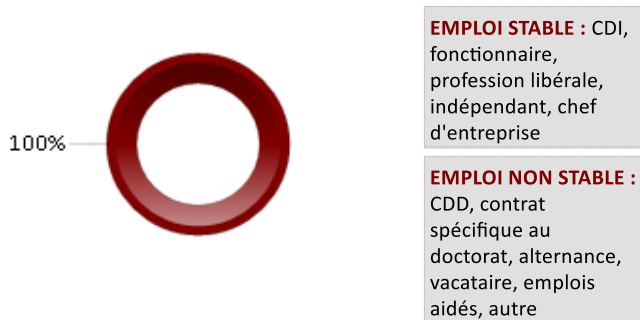 100%
EMPLOI STABLE : CDI,
fonctionnaire,
profession libérale,
indépendant, chef
d'entreprise
EMPLOI NON STABLE :
CDD, contrat
spécifique au
doctorat, alternance,
vacataire, emplois
aidés, autre